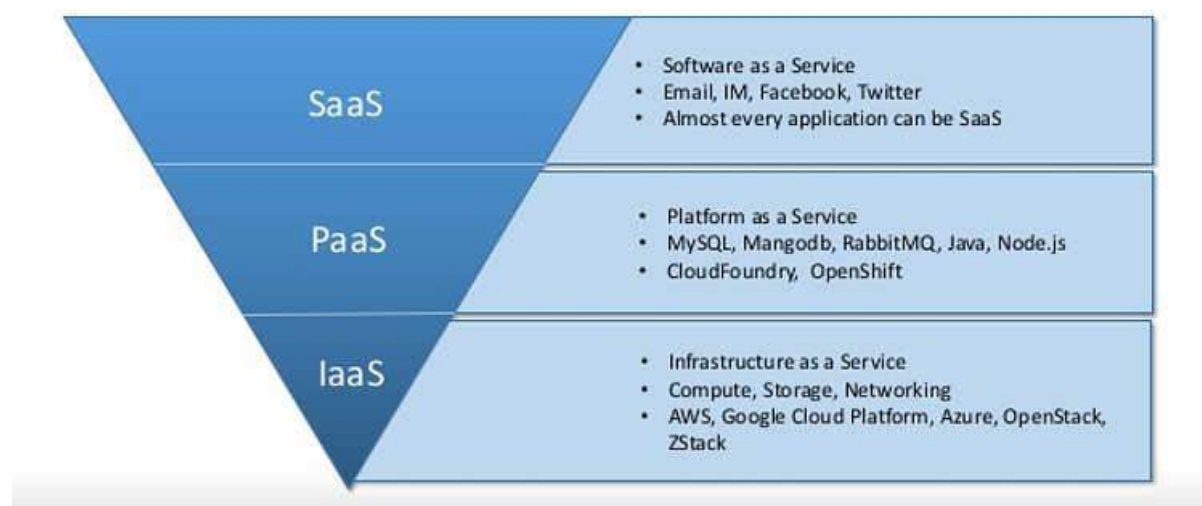 SaaS
• Software as a Service
• Email, IM, Facebook, Twitter
• Almost every application can be SaaS
PaaS
• Platform as a Service
• MySQL, Mangodb, RabbitMQ, Java, Node.js
• CloudFoundry, OpenShift
IaaS
• Infrastructure as a Service
• Compute, Storage, Networking
• AWS, Google Cloud Platform, Azure, OpenStack,
ZStack